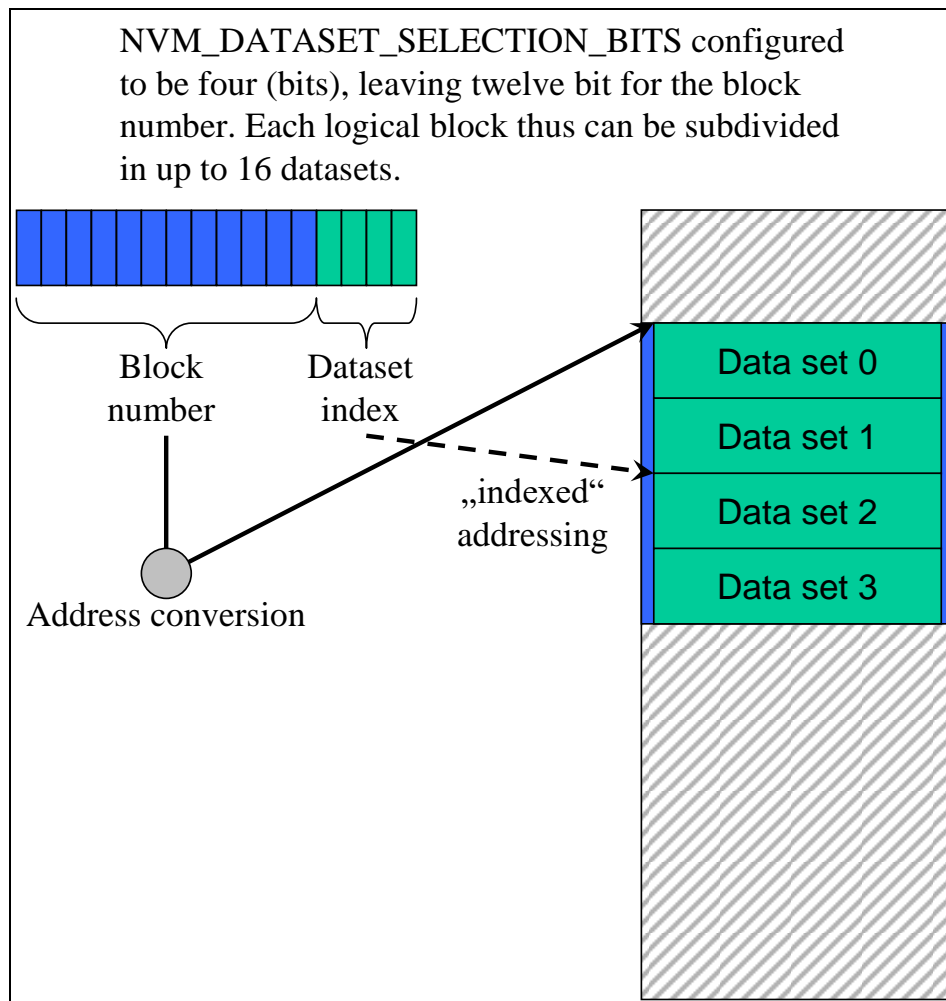 NVM_DATASET_SELECTION_BITS configured
to be four (bits), leaving twelve bit for the block
number. Each logical block thus can be subdivided
in up to 16 datasets.
Block
number
Dataset
index
„indexed“
addressing
Address conversion
Data set 0
Data set 1
Data set 2
Data set 3